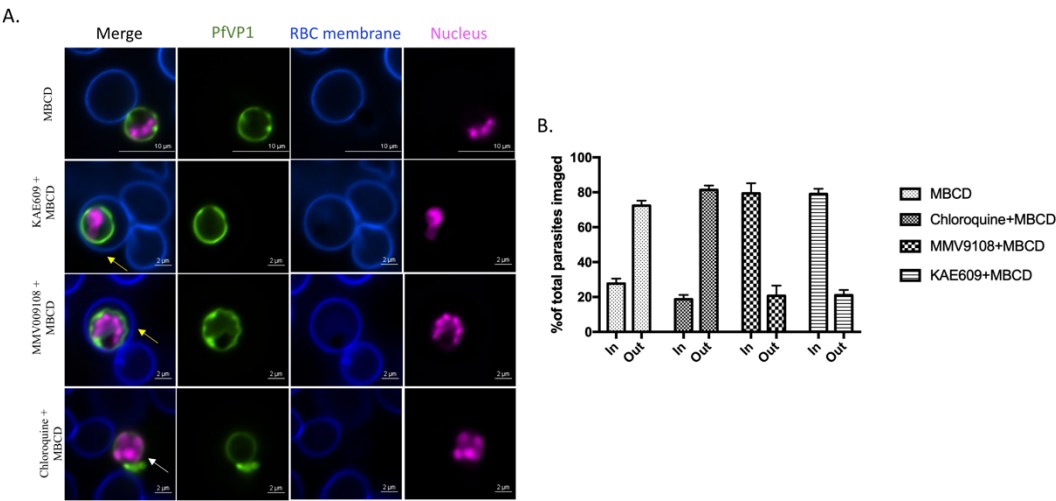 A.
Merge PfVP1 RBC membrane Nucleus
MBCD
10 µm 10 µm 10 µm 10 µm
KAE609 +
MBCD
2 µm 2 µm 2 µm 2 µm
MMV009108 +
MBCD
2 µm 2 µm 2 µm 2 µm
Chloroquine +
MBCD
2 µm 2 µm 2 µm 2 µm
B.
%of total parasites imaged
100
80
60
40
20
0
In Out In Out In Out In Out
MBCD
Chloroquine+MBCD
MMV9108+MBCD
KAE609+MBCD